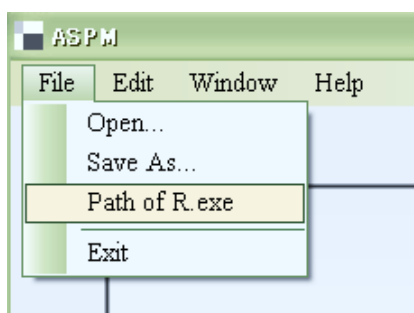 ASPM
File Edit Window Help
Open...
Save As...
Path of R.exe
Exit